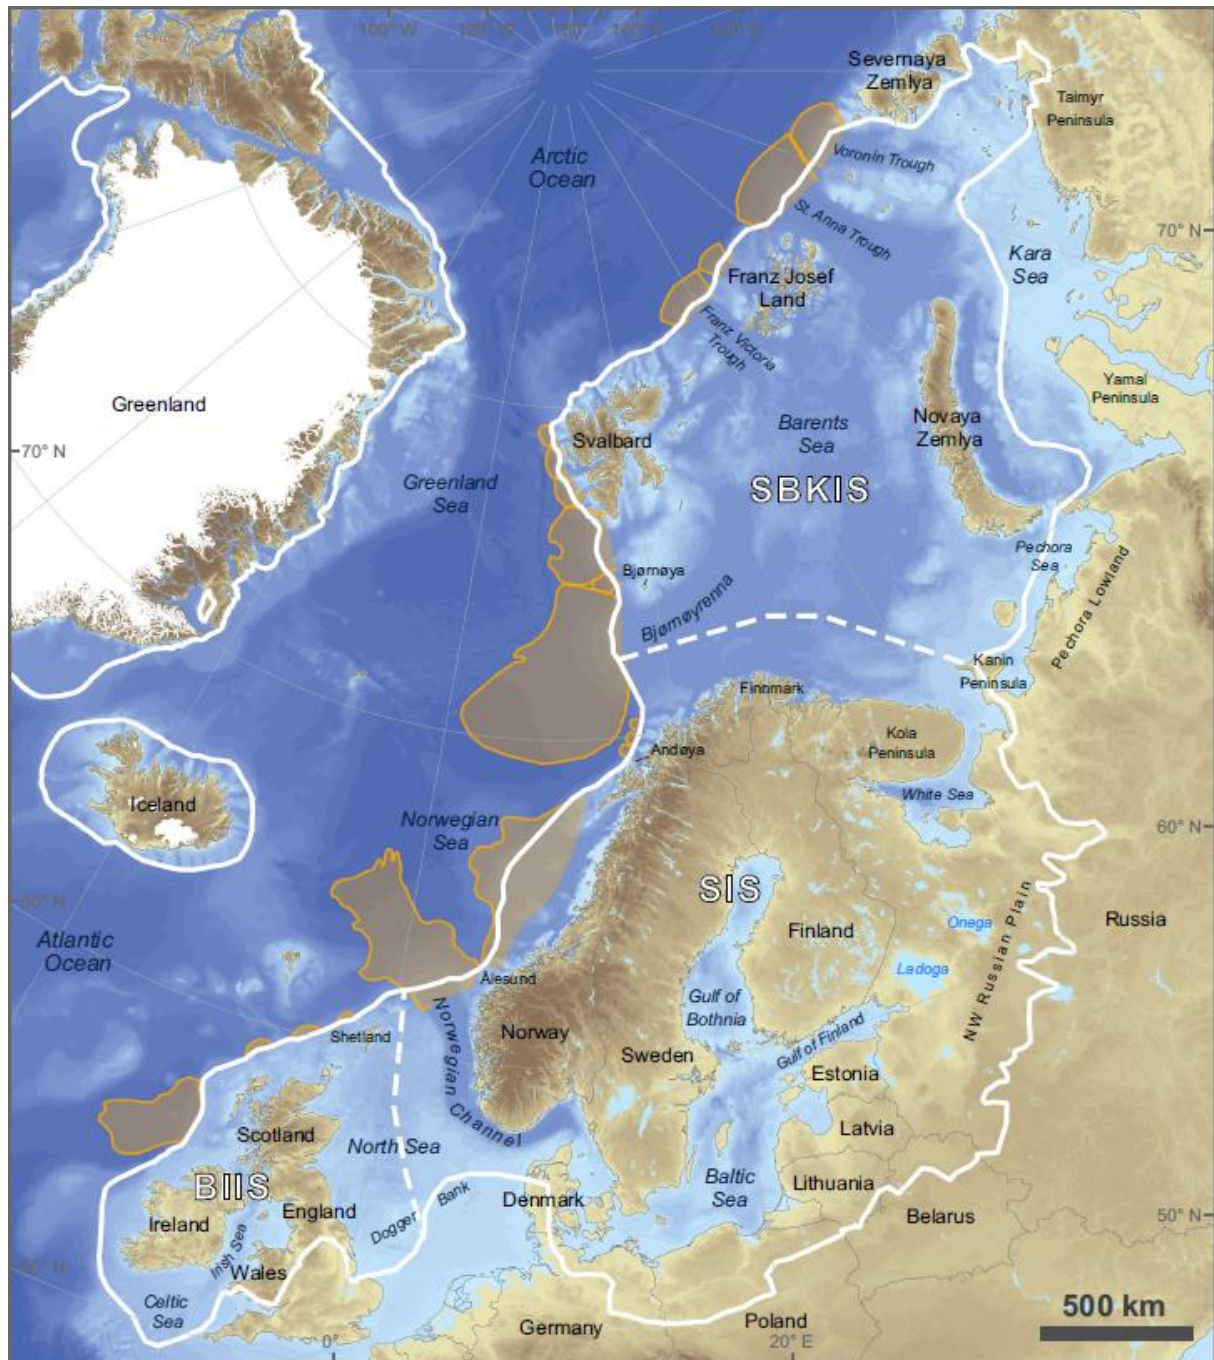 100° W
120° W
Severnaya
Zemlya
Taimyr
Peninsula
Arctic
Ocean
Voronin Trough
St. Anna Trough
70° N
Kara
Sea
Franz Josef
Land
Franz Victoria
Trough
Yamal
Peninsula
Greenland
Novaya
Zemlya
Barents
Sea
Svalbard
70° N
Greenland
Sea
SBKIS
Pechora
Sea
Bjørnøya
Bjørnøyrenna
Pechora Lowland
Kanin
Peninsula
Finnmark
Kola
Peninsula
Andøya
White Sea
Iceland
Norwegian
Sea
60° N
SIS
60° N
Finland
Onega
Russia
Atlantic
Ocean
Ladoga
NW Russian Plain
Ålesund
Gulf of
Bothnia
Norwegian Channel
Norway
Shetland
Gulf of Finland
Sweden
Estonia
Scotland
North Sea
Latvia
BIIS
Baltic
Sea
Lithuania
Ireland
England
Dogger Bank
Denmark
Belarus
50° N
Irish Sea
Wales
50° N
Celtic
Sea
500 km
Germany
Poland
0°
20° E